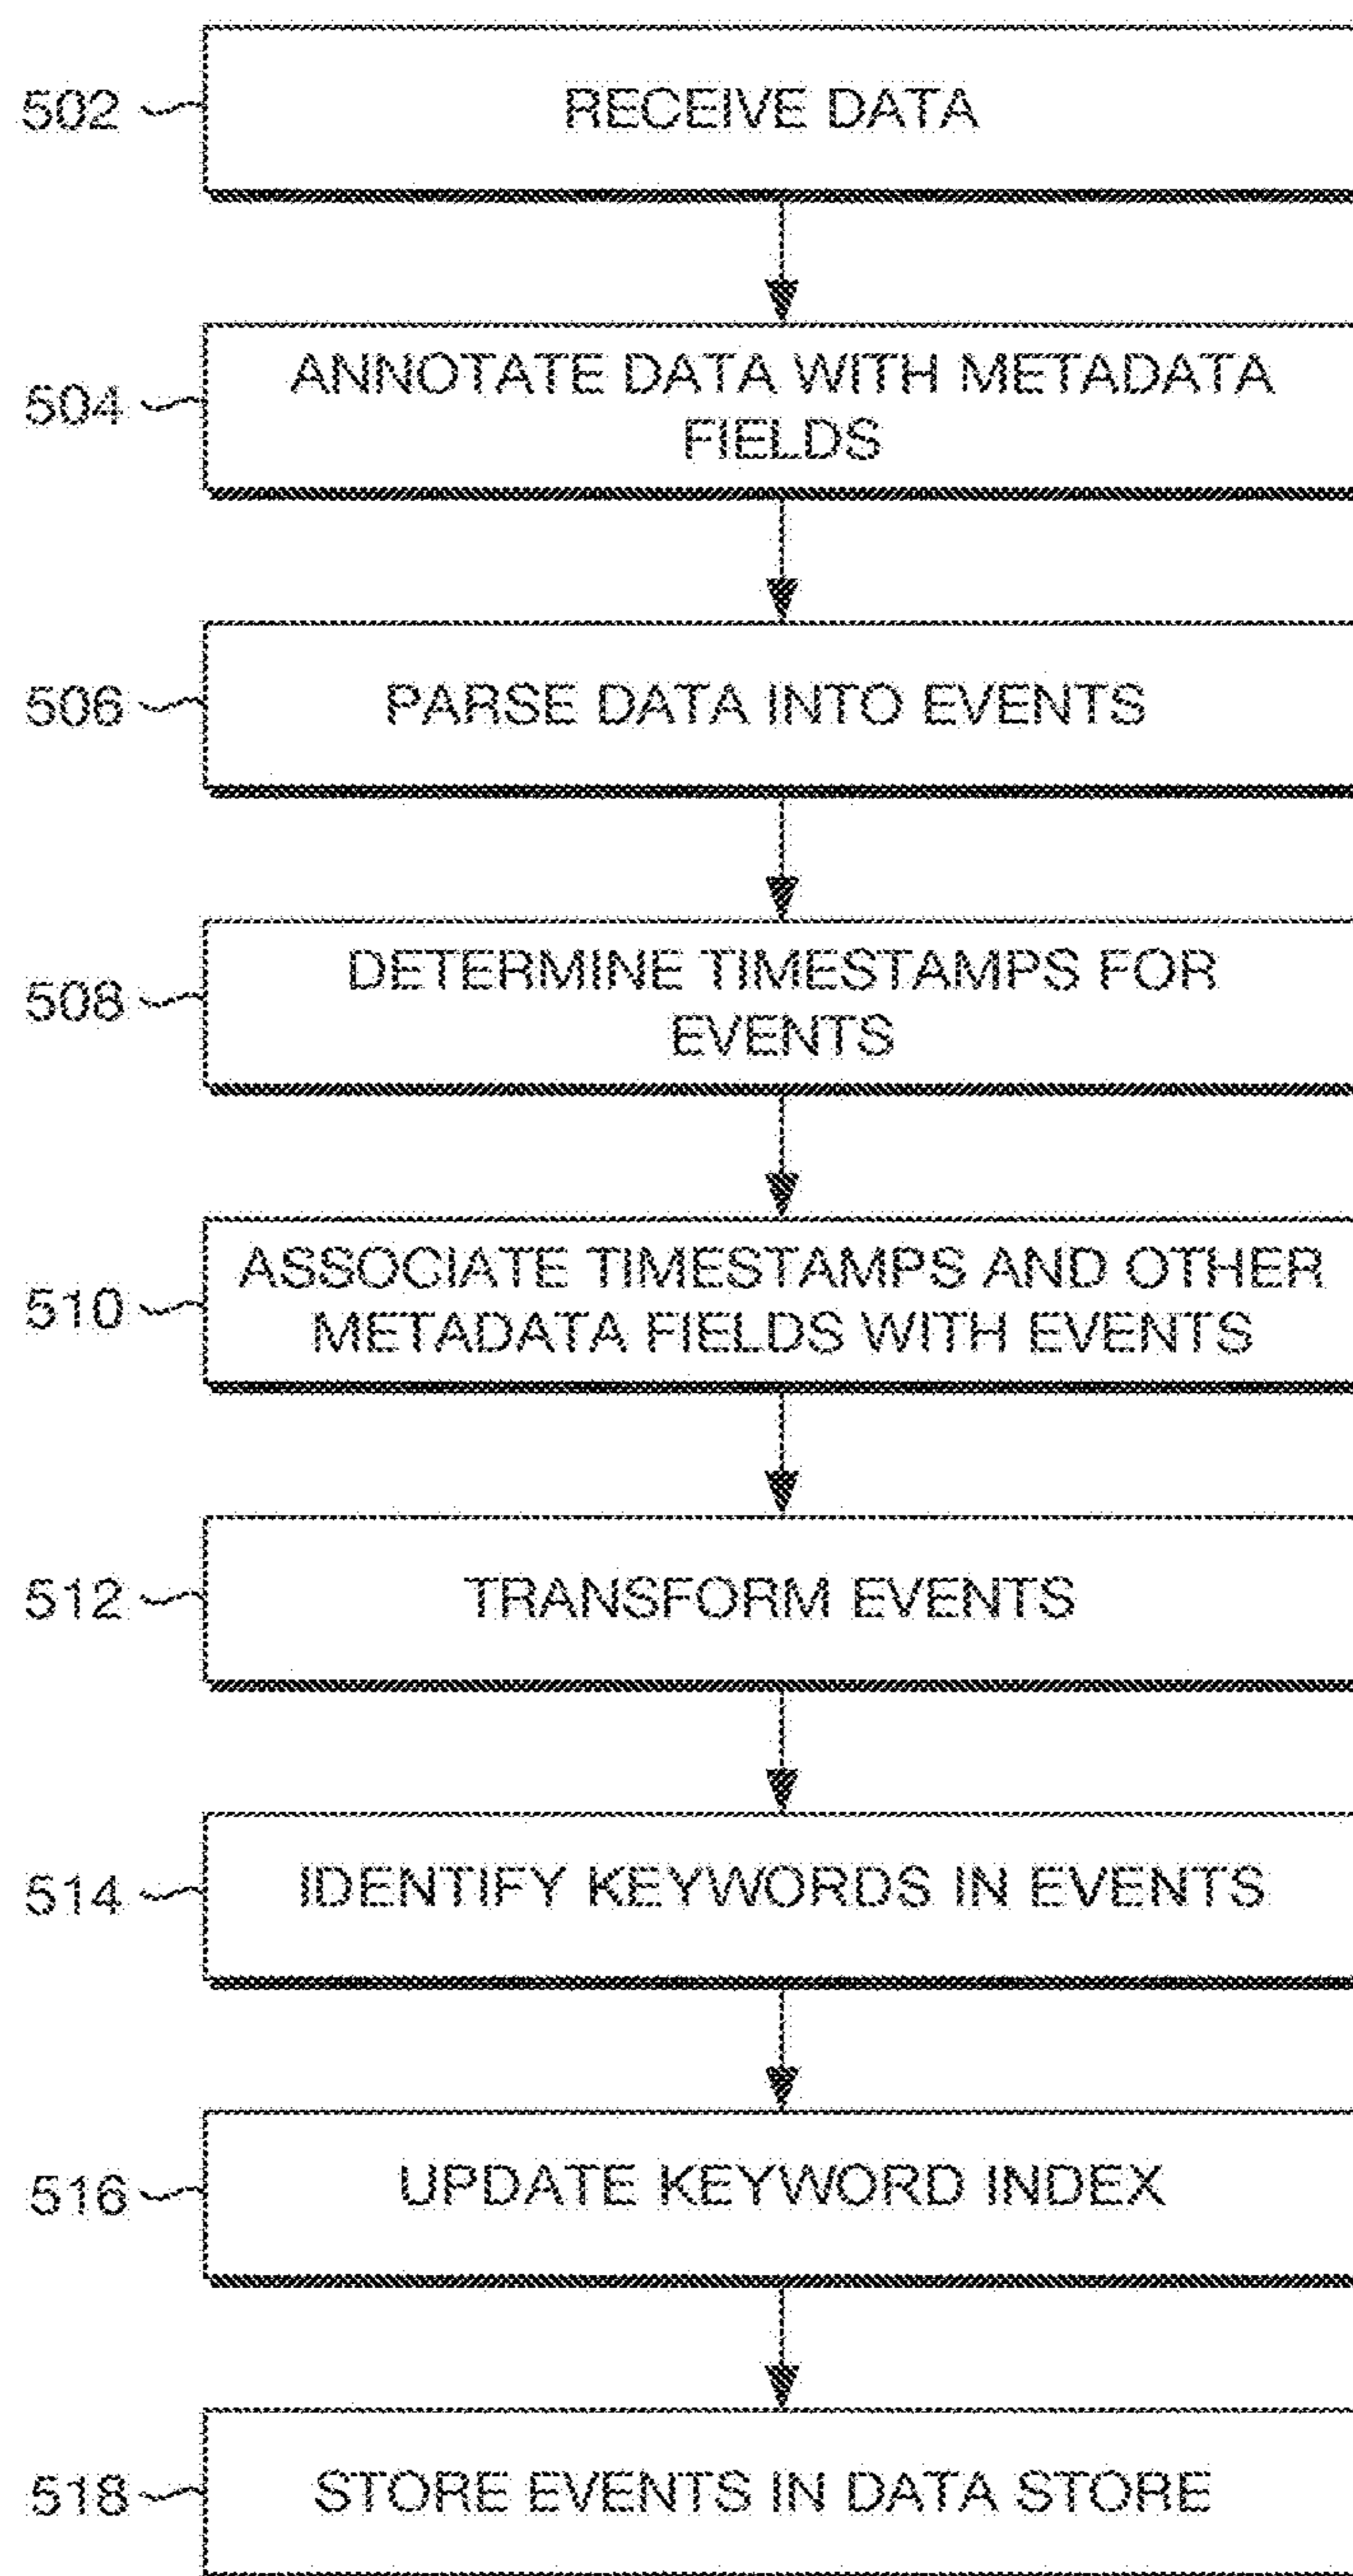 502
RECEIVE DATA
504
ANNOTATE DATA WITH METADATA
FIELDS
506
PARSE DATA INTO EVENTS
508
DETERMINE TIMESTAMPS FOR
EVENTS
510
ASSOCIATE TIMESTAMPS AND OTHER
METADATA FIELDS WITH EVENTS
512
TRANSFORM EVENTS
514
IDENTIFY KEYWORDS IN EVENTS
516
UPDATE KEYWORD INDEX
518
STORE EVENTS IN DATA STORE